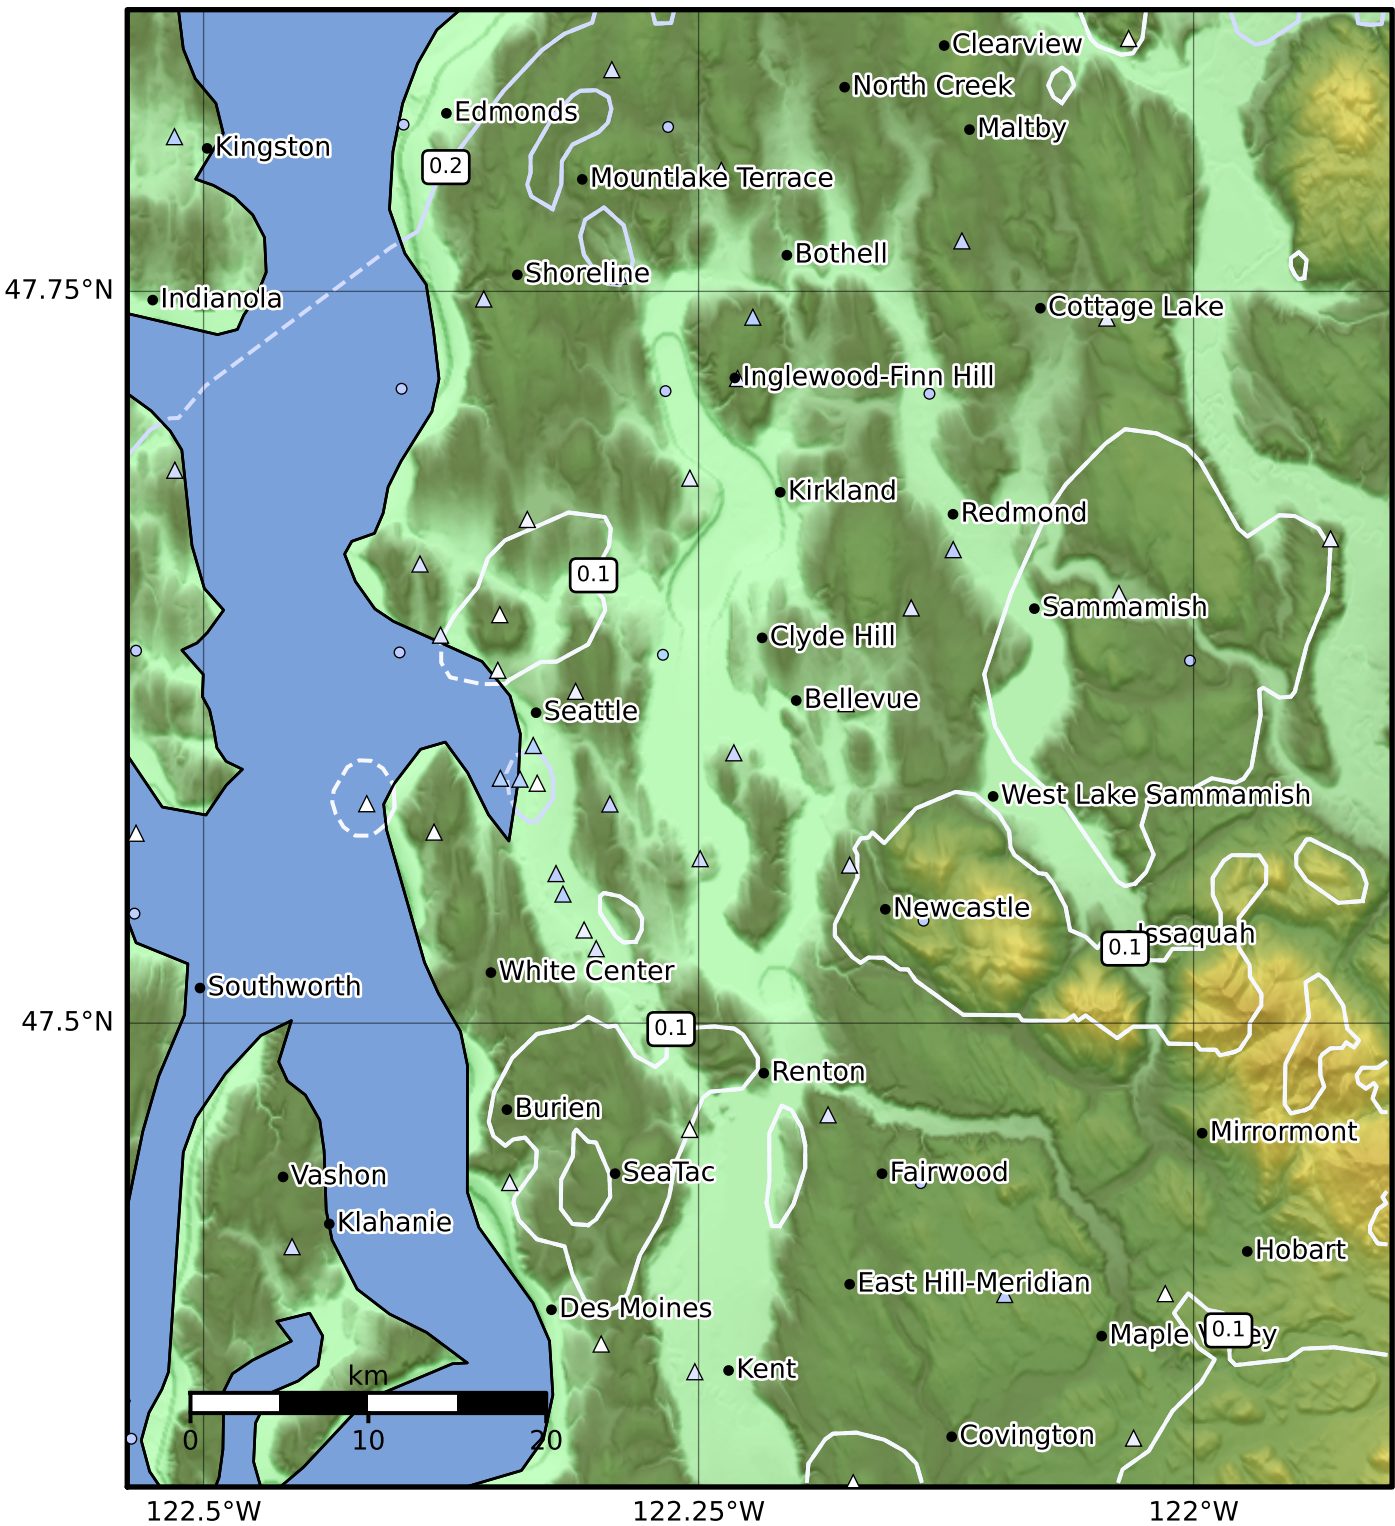 Clearview
North Creek
Edmonds
Maltby
Kingston
0.2
Mountlake Terrace
Bothell
Shoreline
47.75°N
Indianola
Cottage Lake
Inglewood-Finn Hill
Kirkland
Redmond
0.1
Sammamish
Clyde Hill
Bellevue
Seattle
West Lake Sammamish
Newcastle
Issaquah
0.1
White Center
Southworth
47.5°N
0.1
Renton
Burien
Mirrormont
SeaTac
Fairwood
Vashon
Klahanie
Hobart
East Hill-Meridian
Des Moines
Maple
0.1
Kent
km
0 10 20
Covington
122.5°W 122.25°W 122°W